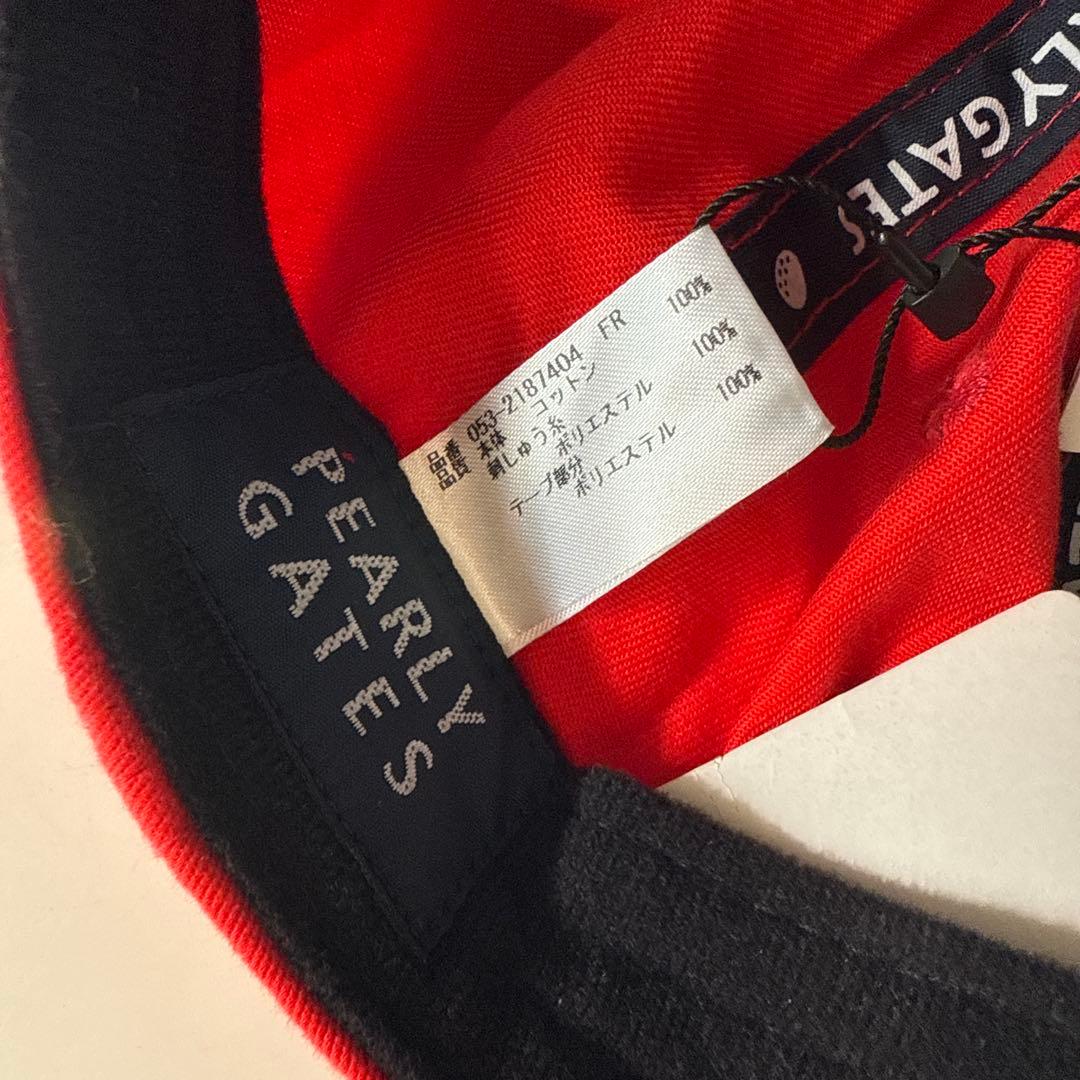 品番 053-2187404 FR
品質 本体 コットン 100%
刺しゅう糸
ポリエステル 100%
テープ部分
ポリエステル 100%
PEARLY
GATES
LYGATES